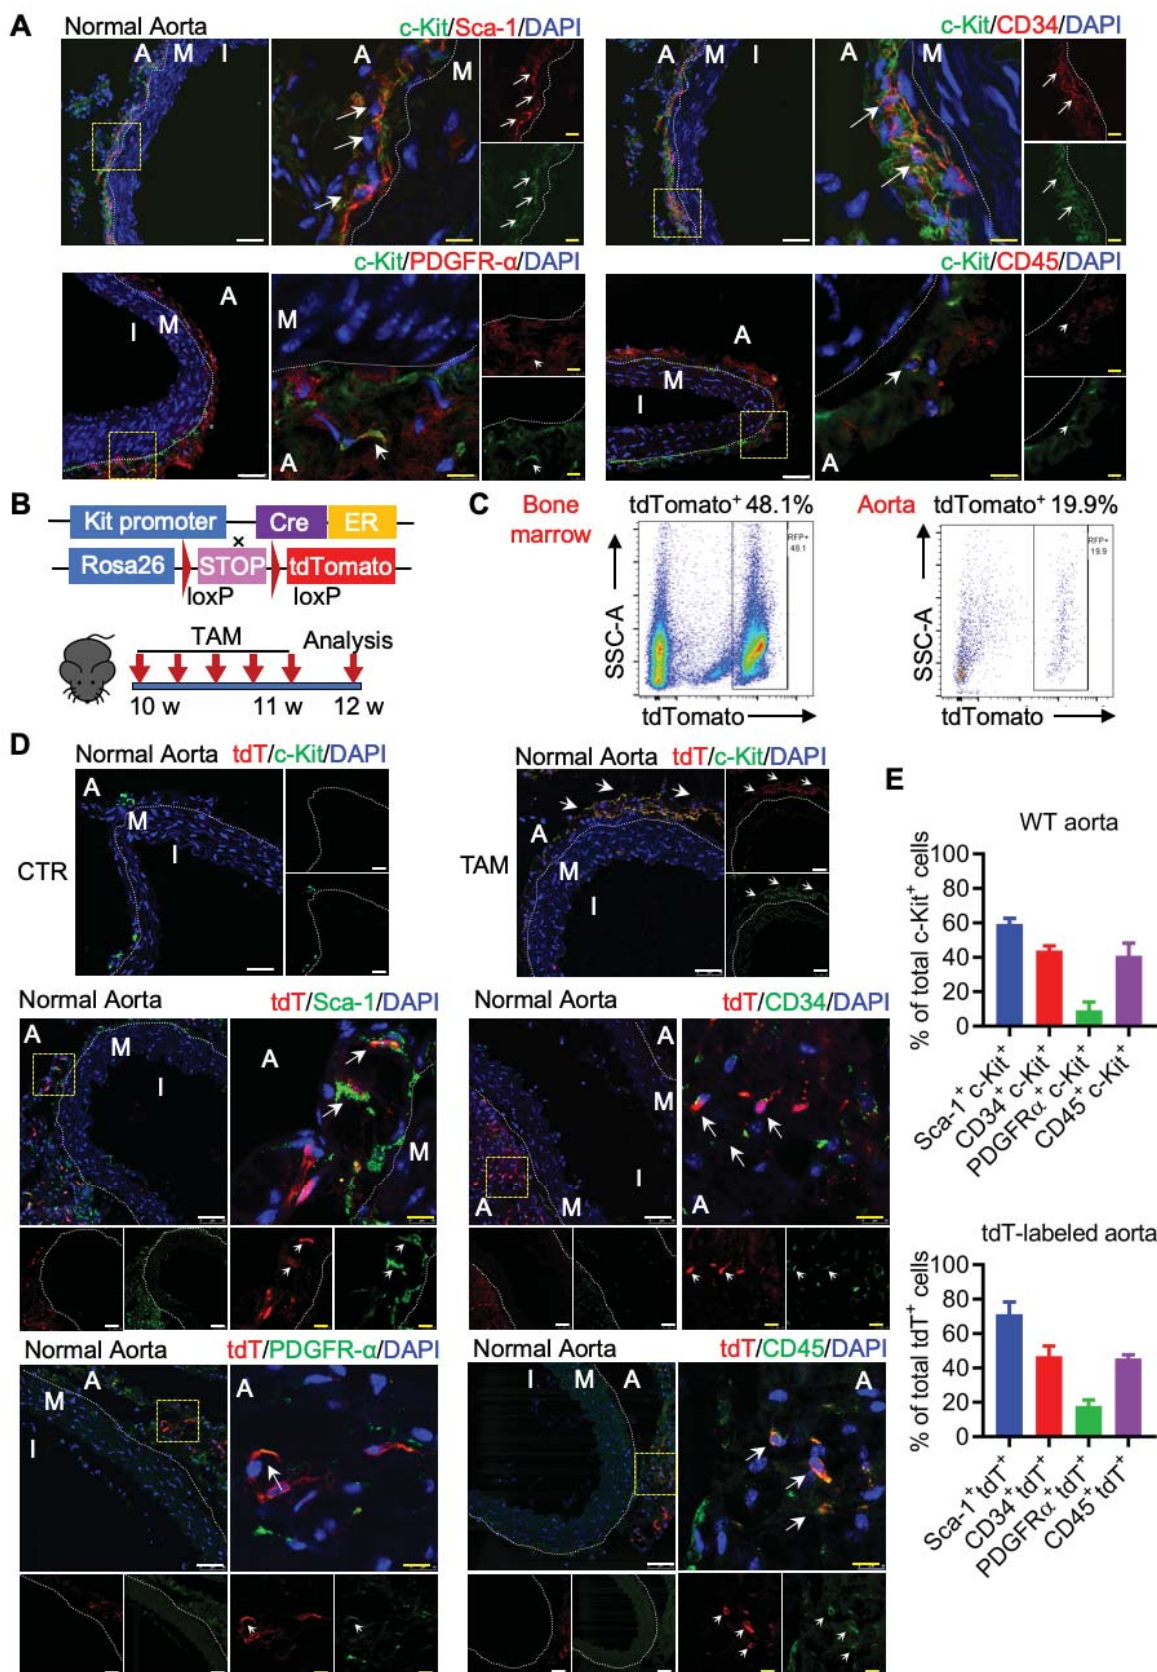 A
Normal Aorta
c-Kit/Sca-1/DAPI
c-Kit/CD34/DAPI
A M I
A
M
A M I
A M
c-Kit/PDGFR-α/DAPI
c-Kit/CD45/DAPI
A
I M
M
A
A
M
I
A
B
Kit promoter
Cre
ER
×
Rosa26
STOP
tdTomato
loxP
loxP
TAM
Analysis
10 w
11 w
12 w
C
Bone marrow
tdTomato⁺ 48.1%
RFP+
48.1
SSC-A
tdTomato
Aorta
tdTomato⁺ 19.9%
RFP+
19.9
SSC-A
tdTomato
D
Normal Aorta tdT/c-Kit/DAPI
A
M
I
CTR
Normal Aorta tdT/c-Kit/DAPI
A
M
I
TAM
Normal Aorta
tdT/Sca-1/DAPI
A
M
I
A
M
Normal Aorta
tdT/CD34/DAPI
A
M
I
A M
A
Normal Aorta
tdT/PDGFR-α/DAPI
A
M
I
A
Normal Aorta
tdT/CD45/DAPI
I M A
A
E
WT aorta
% of total c-Kit⁺ cells
100
80
60
40
20
0
Sca-1⁺ c-Kit⁺
CD34⁺ c-Kit⁺
PDGFRα⁺ c-Kit⁺
CD45⁺ c-Kit⁺
tdT-labeled aorta
% of total tdT⁺ cells
100
80
60
40
20
0
Sca-1⁺ tdT⁺
CD34⁺ tdT⁺
PDGFRα⁺ tdT⁺
CD45⁺ tdT⁺